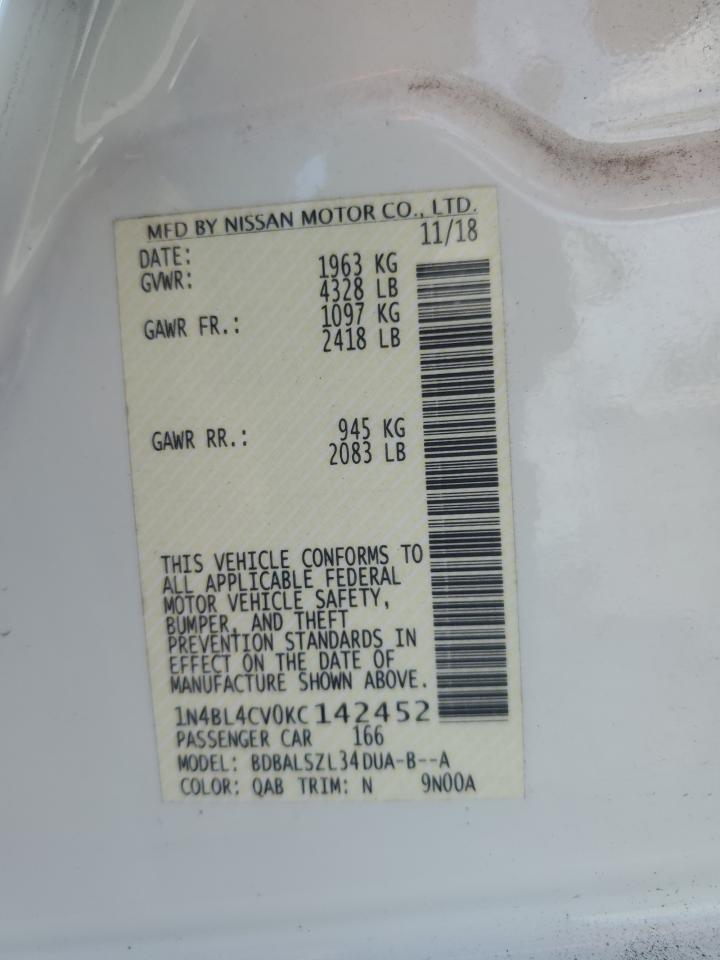 MFD BY NISSAN MOTOR CO., LTD.
DATE: 11/18
GVWR: 1963 KG
4328 LB
GAWR FR.: 1097 KG
2418 LB
GAWR RR.: 945 KG
2083 LB
THIS VEHICLE CONFORMS TO
ALL APPLICABLE FEDERAL
MOTOR VEHICLE SAFETY,
BUMPER, AND THEFT
PREVENTION STANDARDS IN
EFFECT ON THE DATE OF
MANUFACTURE SHOWN ABOVE.
1N4BL4CV0KC142452
PASSENGER CAR 166
MODEL: BDBALSZL34DUA-B--A
COLOR: QAB TRIM: N 9N00A